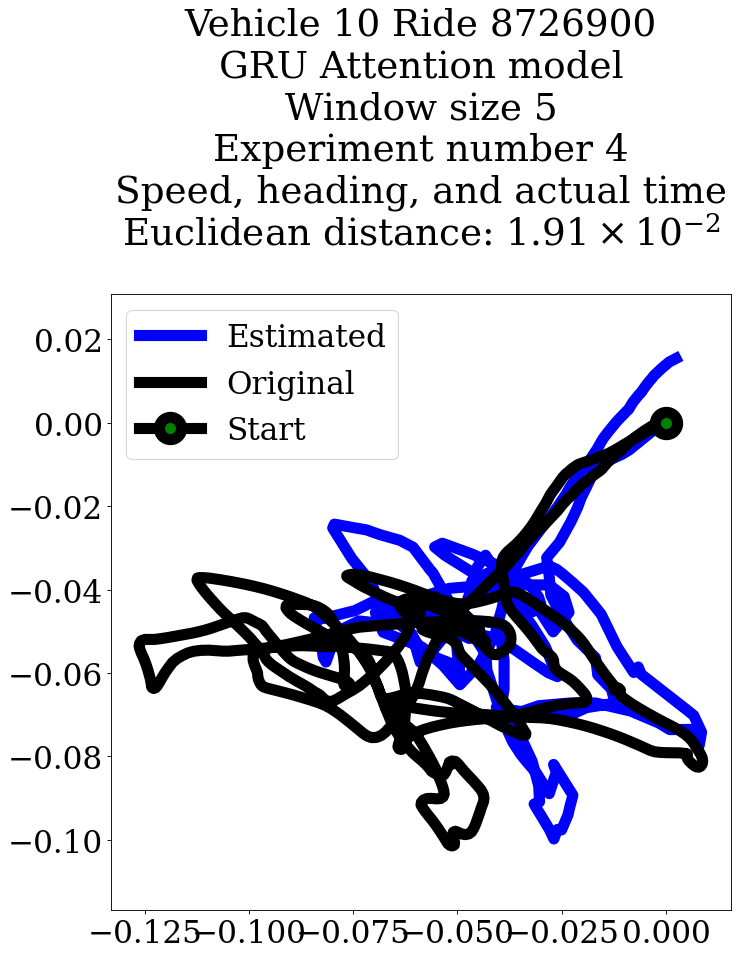 Vehicle 10 Ride 8726900
GRU Attention model
Window size 5
Experiment number 4
Speed, heading, and actual time
Euclidean distance: 1.91 × 10⁻²
Estimated
Original
Start
0.02
0.00
−0.02
−0.04
−0.06
−0.08
−0.10
−0.125 −0.100 −0.075 −0.050 −0.025 0.000